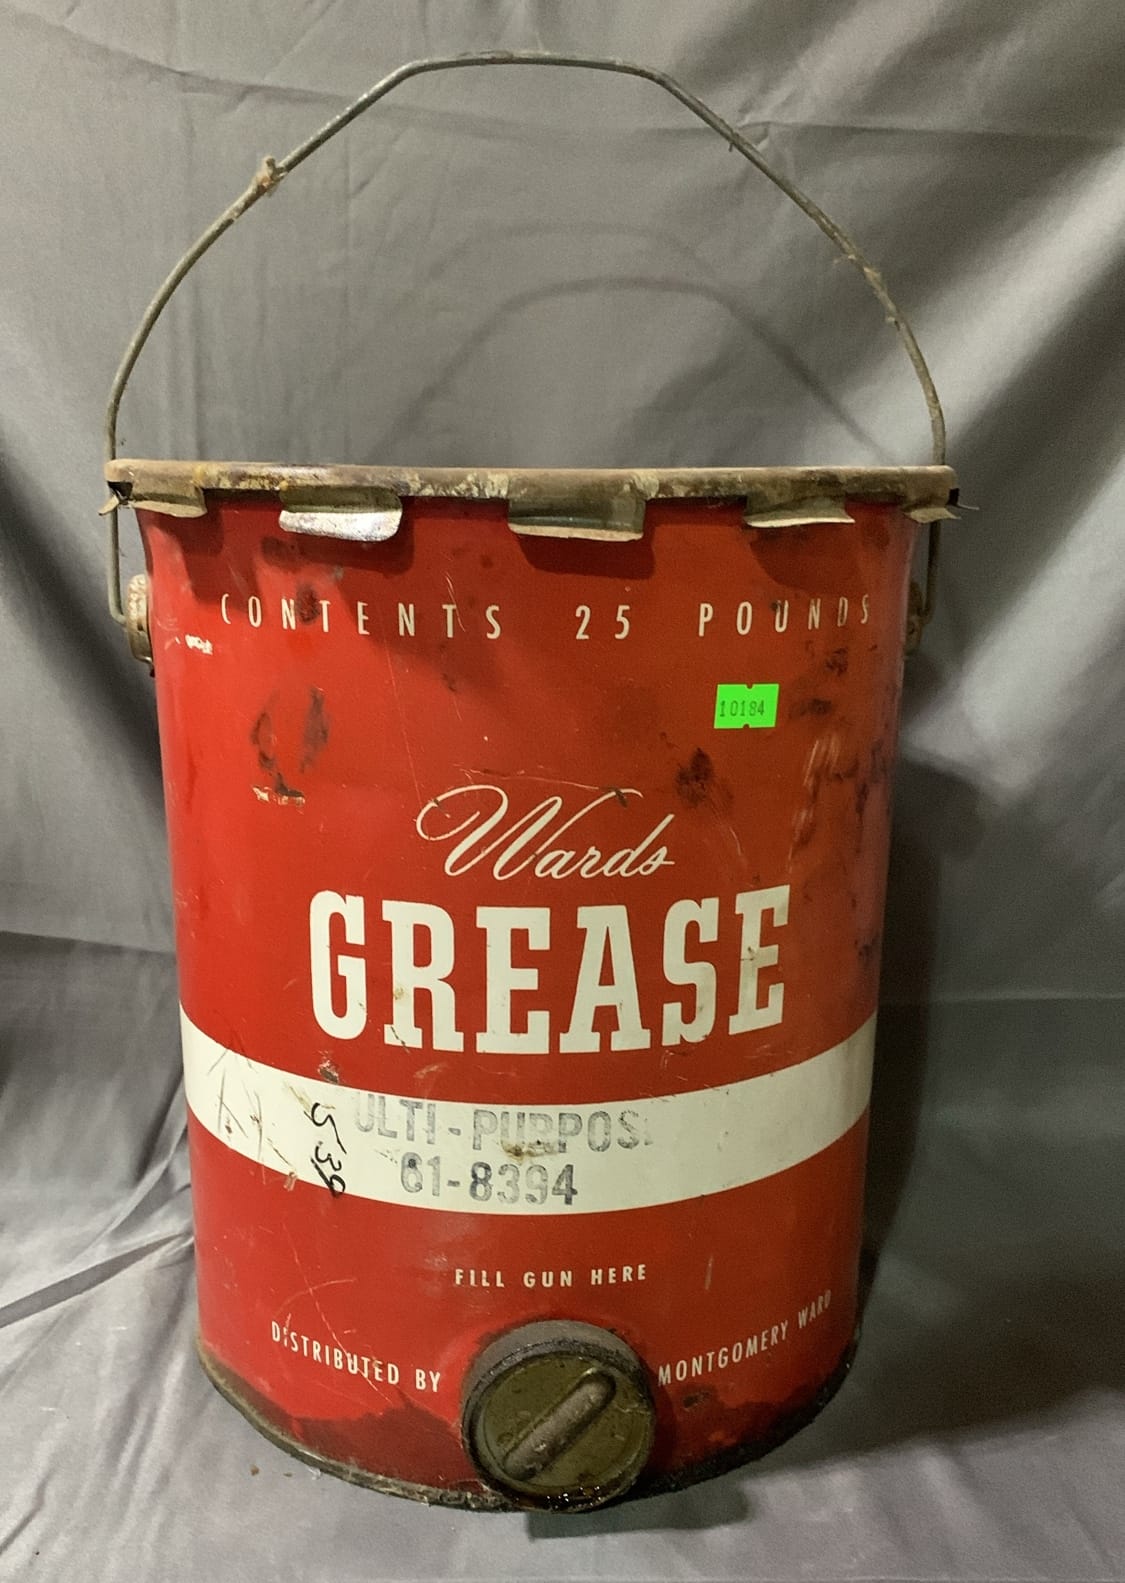 CONTENTS 25 POUNDS
10184
Wards
GREASE
ULTI-PURPOS
61-8394
539
FILL GUN HERE
DISTRIBUTED BY MONTGOMERY WARD